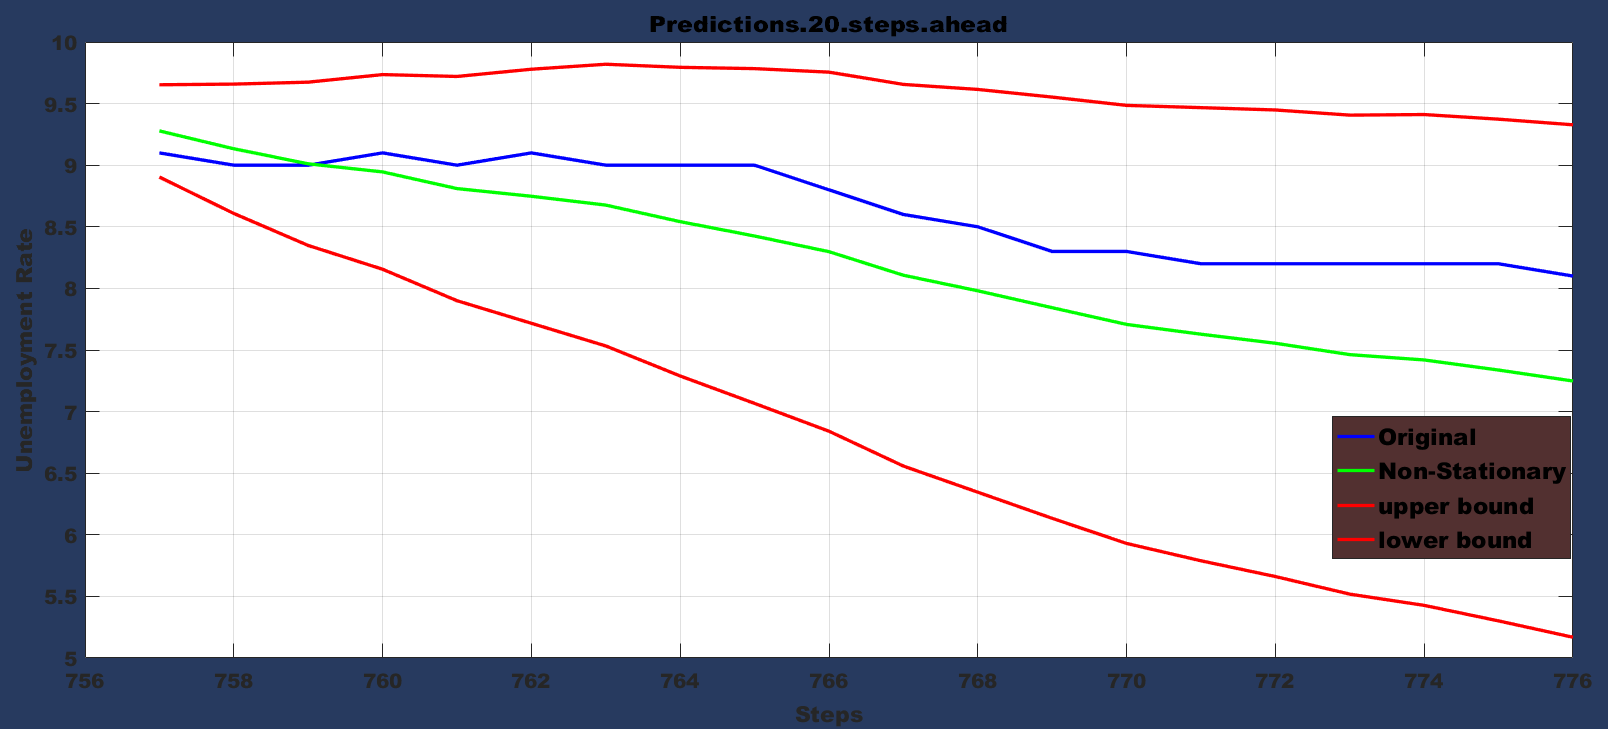 Predictions.20.steps.ahead
10
9.5
9
8.5
8
7.5
7
6.5
6
5.5
5
Unemployment Rate
Original
Non-Stationary
upper bound
lower bound
756 758 760 762 764 766 768 770 772 774 776
Steps